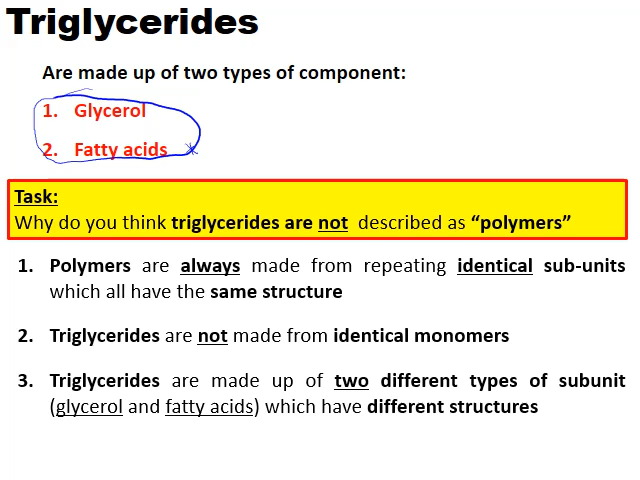 Triglycerides
Are made up of two types of component:
1. Glycerol
2. Fatty acids
Task:
Why do you think triglycerides are not described as “polymers”
1. Polymers are always made from repeating identical sub-units
which all have the same structure
2. Triglycerides are not made from identical monomers
3. Triglycerides are made up of two different types of subunit
(glycerol and fatty acids) which have different structures